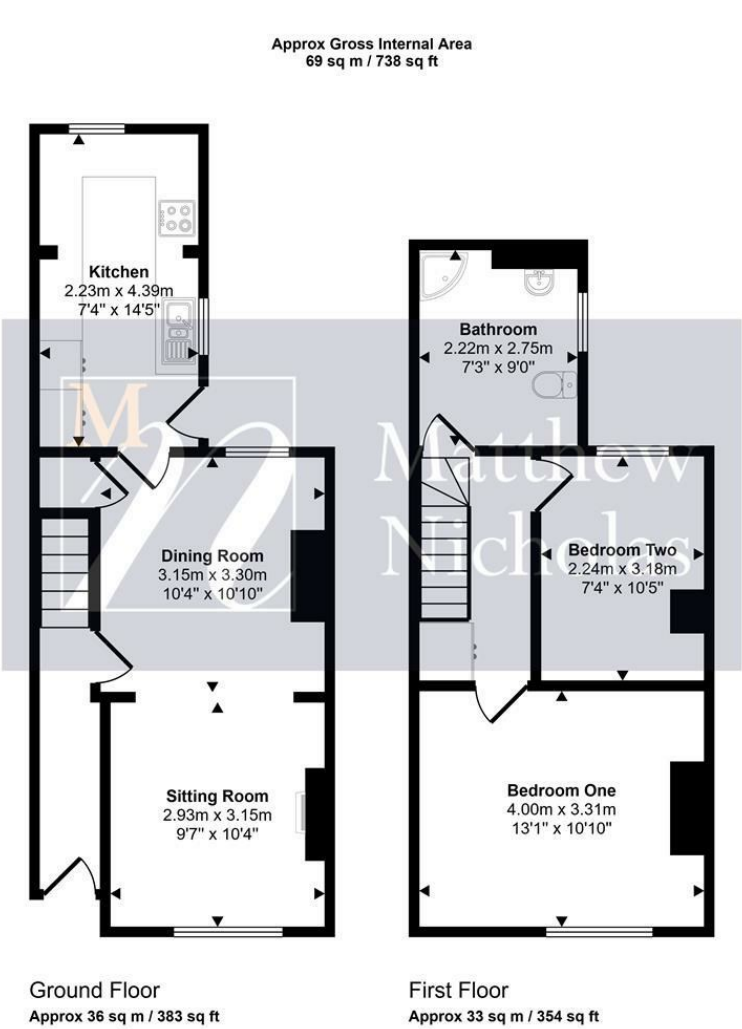 Approx Gross Internal Area
69 sq m / 738 sq ft
Kitchen
2.23m x 4.39m
7'4" x 14'5"
Bathroom
2.22m x 2.75m
7'3" x 9'0"
M
n
Matthew
Nicholas
Dining Room
3.15m x 3.30m
10'4" x 10'10"
Bedroom Two
2.24m x 3.18m
7'4" x 10'5"
Sitting Room
2.93m x 3.15m
9'7" x 10'4"
Bedroom One
4.00m x 3.31m
13'1" x 10'10"
Ground Floor
Approx 36 sq m / 383 sq ft
First Floor
Approx 33 sq m / 354 sq ft